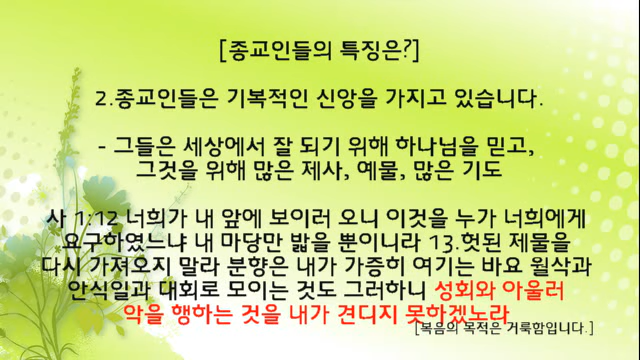 [종교인들의 특징은?]
2.종교인들은 기복적인 신앙을 가지고 있습니다.
- 그들은 세상에서 잘 되기 위해 하나님을 믿고,
그것을 위해 많은 제사, 예물, 많은 기도
사 1:12 너희가 내 앞에 보이러 오니 이것을 누가 너희에게
요구하였느냐 내 마당만 밟을 뿐이니라 13.헛된 제물을
다시 가져오지 말라 분향은 내가 가증히 여기는 바요 월삭과
안식일과 대회로 모이는 것도 그러하니 성회와 아울러
악을 행하는 것을 내가 견디지 못하겠노라
[복음의 목적은 거룩함입니다.]